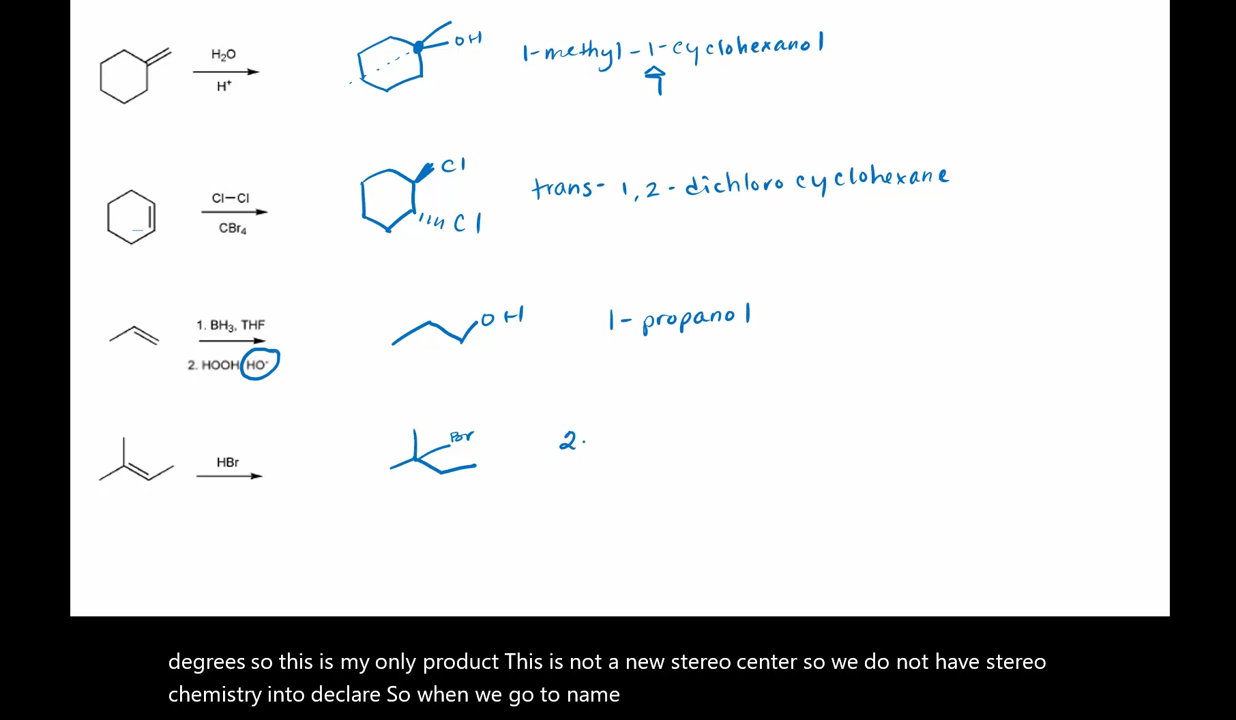 H₂O
H⁺
OH
1-methyl-1-cyclohexanol
Cl—Cl
CBr₄
Cl
Cl
trans- 1,2-dichloro cyclohexane
1. BH₃, THF
2. HOOH, HO⁻
OH
1-propanol
HBr
Br
2-
degrees so this is my only product This is not a new stereo center so we do not have stereo
chemistry into declare So when we go to name